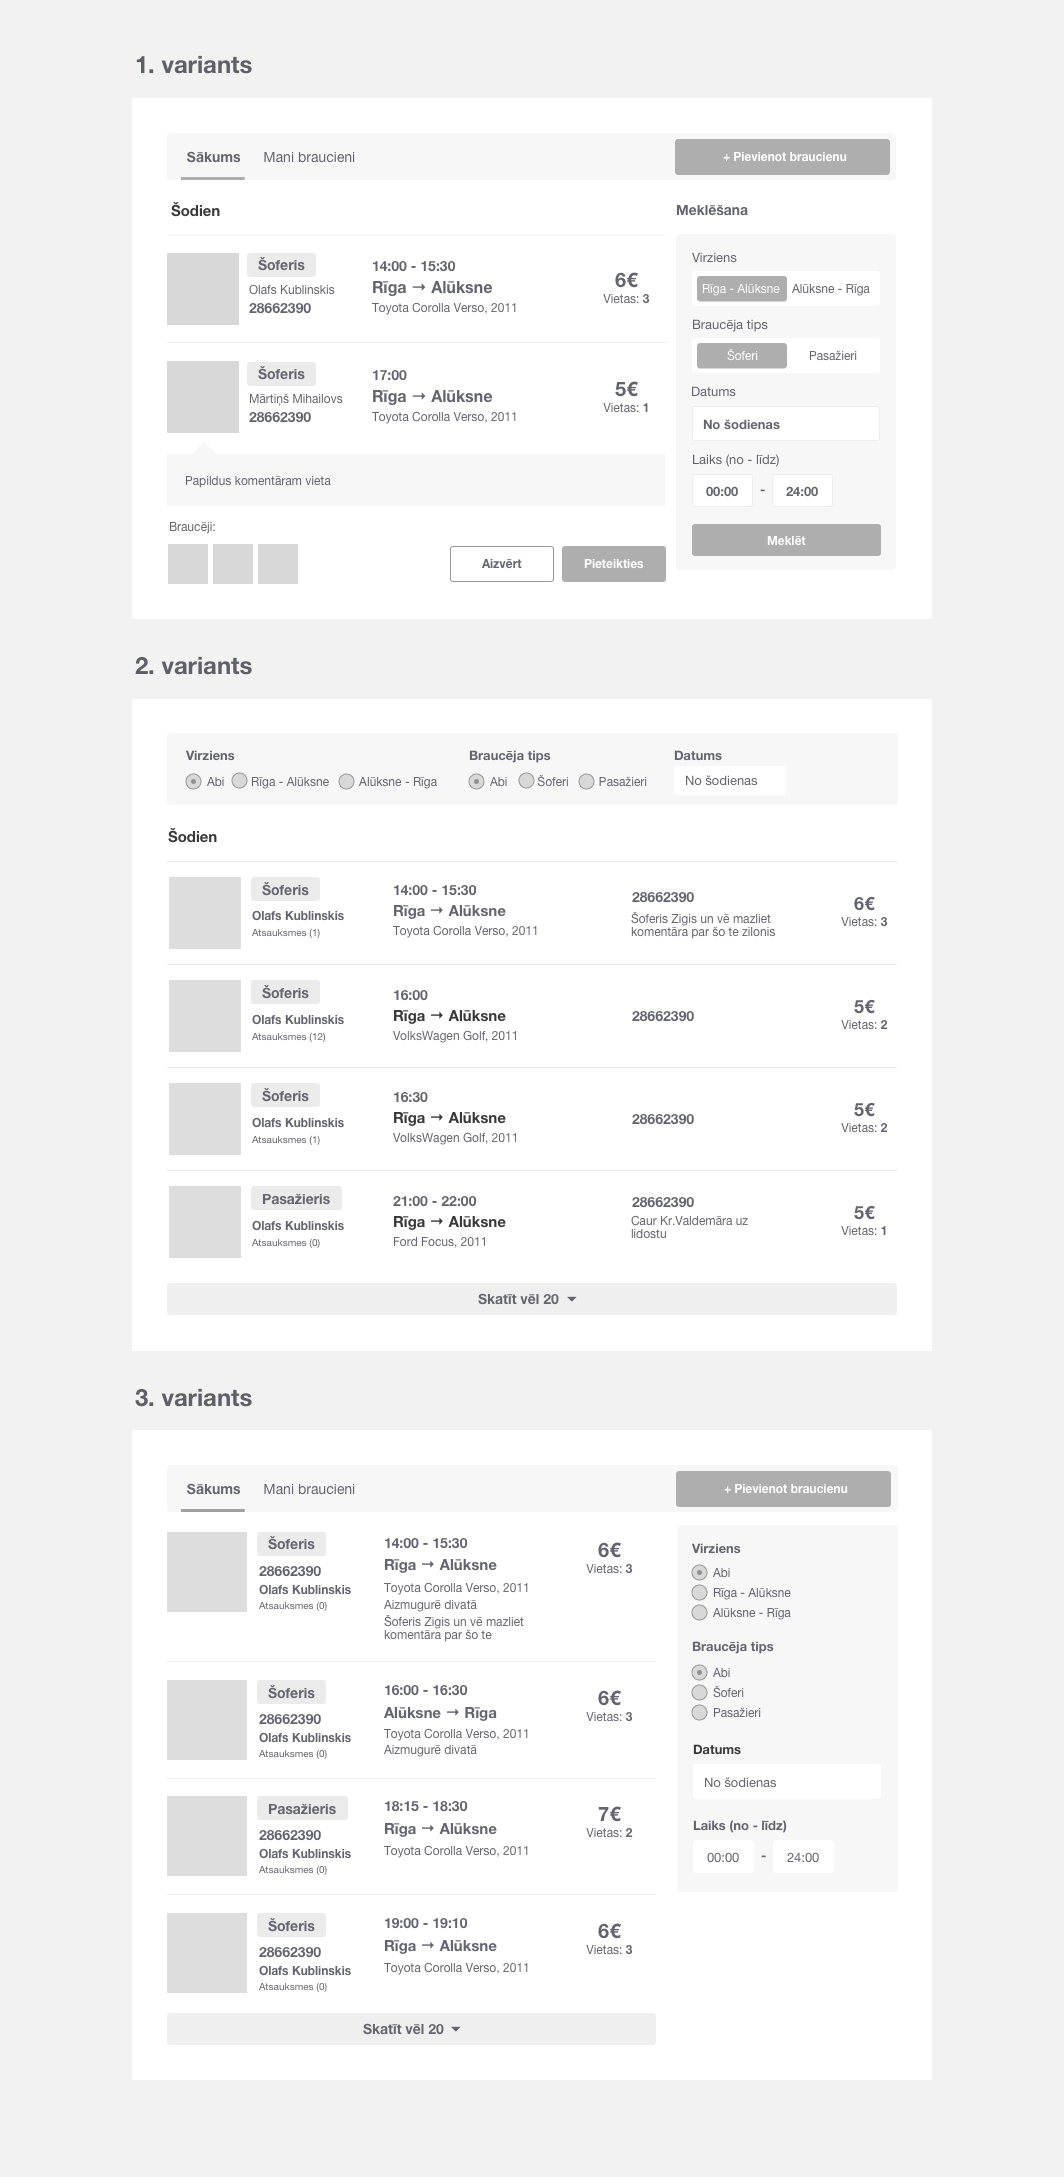 1. variants
Sākums
Mani braucieni
+ Pievienot braucienu
Šodien
Šoferis
Olafs Kublinskis
28662390
14:00 - 15:30
Rīga → Alūksne
Toyota Corolla Verso, 2011
6€
Vietas: 3
Šoferis
Mārtiņš Mihailovs
28662390
17:00
Rīga → Alūksne
Toyota Corolla Verso, 2011
5€
Vietas: 1
Papildus komentāram vieta
Braucēji:
Aizvērt
Pieteikties
Meklēšana
Virziens
Rīga - Alūksne
Alūksne - Rīga
Braucēja tips
Šoferi
Pasažieri
Datums
No šodienas
Laiks (no - līdz)
00:00 - 24:00
Meklēt
2. variants
Virziens
Abi
Rīga - Alūksne
Alūksne - Rīga
Braucēja tips
Abi
Šoferi
Pasažieri
Datums
No šodienas
Šodien
Šoferis
Olafs Kublinskis
Atsauksmes (1)
14:00 - 15:30
Rīga → Alūksne
Toyota Corolla Verso, 2011
28662390
Šoferis Zigis un vē mazliet
komentāra par šo te zilonis
6€
Vietas: 3
Šoferis
Olafs Kublinskis
Atsauksmes (12)
16:00
Rīga → Alūksne
VolksWagen Golf, 2011
28662390
5€
Vietas: 2
Šoferis
Olafs Kublinskis
Atsauksmes (1)
16:30
Rīga → Alūksne
VolksWagen Golf, 2011
28662390
5€
Vietas: 2
Pasažieris
Olafs Kublinskis
Atsauksmes (0)
21:00 - 22:00
Rīga → Alūksne
Ford Focus, 2011
28662390
Caur Kr.Valdemāra uz
lidostu
5€
Vietas: 1
Skatīt vēl 20
3. variants
Sākums
Mani braucieni
+ Pievienot braucienu
Šoferis
28662390
Olafs Kublinskis
Atsauksmes (0)
14:00 - 15:30
Rīga → Alūksne
Toyota Corolla Verso, 2011
Aizmugurē divatā
Šoferis Zigis un vē mazliet
komentāra par šo te
6€
Vietas: 3
Šoferis
28662390
Olafs Kublinskis
Atsauksmes (0)
16:00 - 16:30
Alūksne → Rīga
Toyota Corolla Verso, 2011
Aizmugurē divatā
6€
Vietas: 3
Pasažieris
28662390
Olafs Kublinskis
Atsauksmes (0)
18:15 - 18:30
Rīga → Alūksne
Toyota Corolla Verso, 2011
7€
Vietas: 2
Šoferis
28662390
Olafs Kublinskis
Atsauksmes (0)
19:00 - 19:10
Rīga → Alūksne
Toyota Corolla Verso, 2011
6€
Vietas: 3
Skatīt vēl 20
Virziens
Abi
Rīga - Alūksne
Alūksne - Rīga
Braucēja tips
Abi
Šoferi
Pasažieri
Datums
No šodienas
Laiks (no - līdz)
00:00 - 24:00